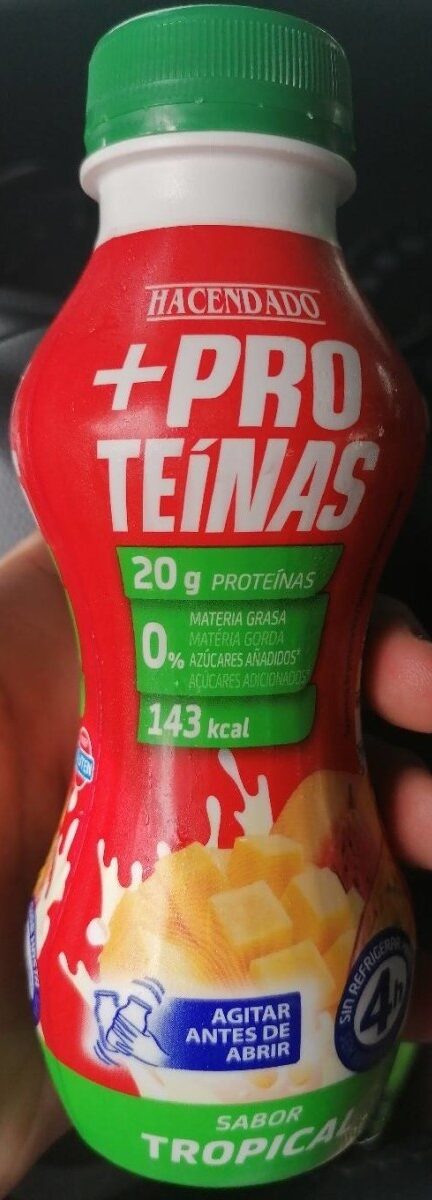 HACENDADO
+PRO
TEÍNAS
20 g PROTEÍNAS
0%
MATERIA GRASA
MATÉRIA GORDA
AZÚCARES AÑADIDOS*
AÇÚCARES ADICIONADOS*
143 kcal
AGITAR
ANTES DE
ABRIR
SIN REFRIGERAR
4h
SABOR
TROPICAL